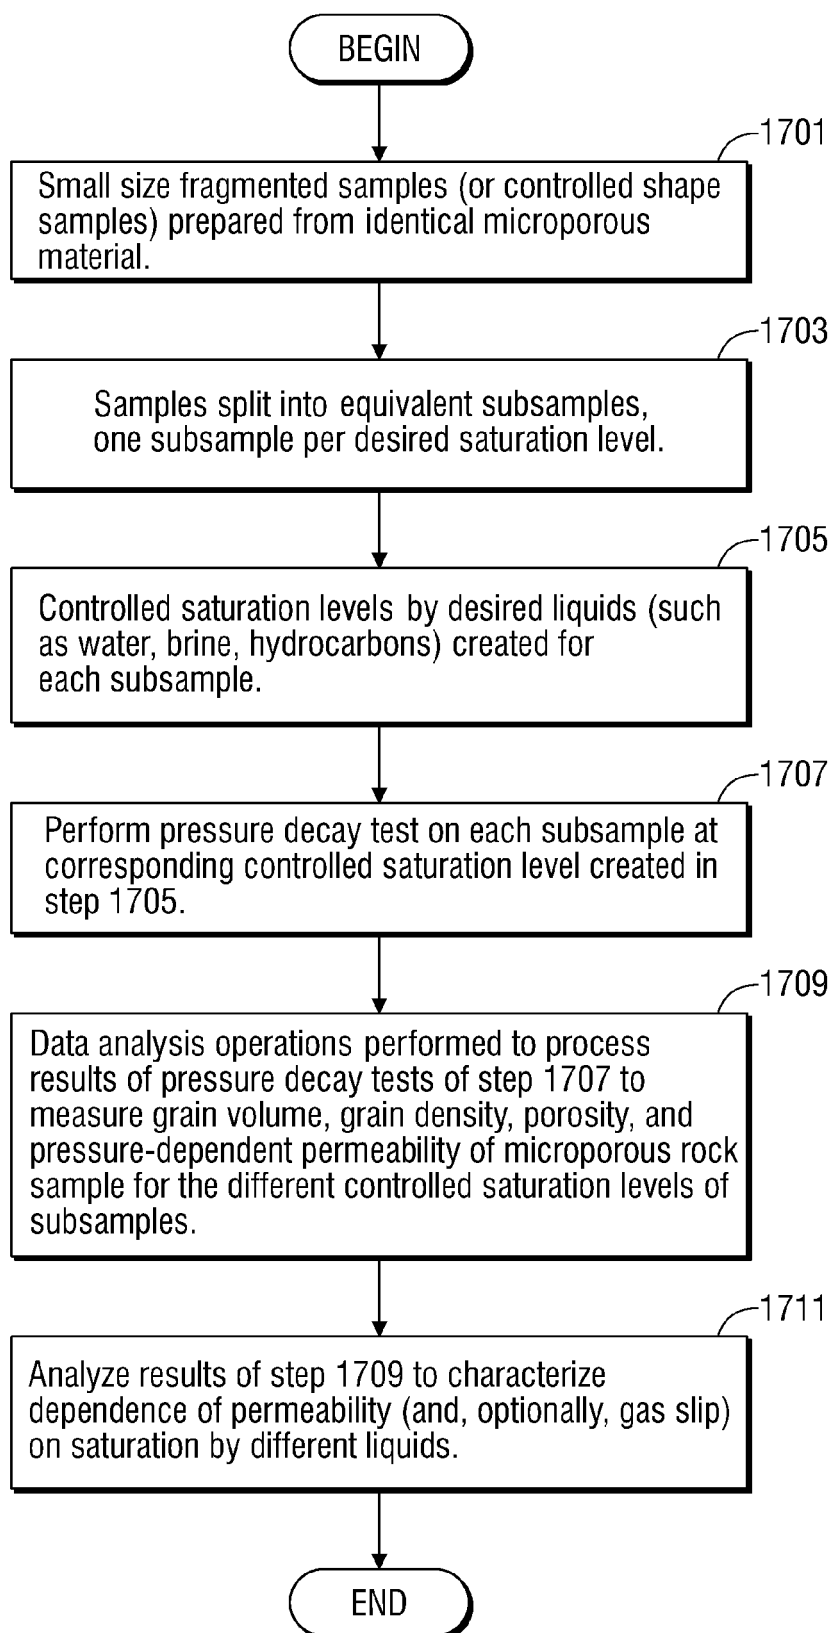 BEGIN
1701
Small size fragmented samples (or controlled shape
samples) prepared from identical microporous
material.
1703
Samples split into equivalent subsamples,
one subsample per desired saturation level.
1705
Controlled saturation levels by desired liquids (such
as water, brine, hydrocarbons) created for
each subsample.
1707
Perform pressure decay test on each subsample at
corresponding controlled saturation level created in
step 1705.
1709
Data analysis operations performed to process
results of pressure decay tests of step 1707 to
measure grain volume, grain density, porosity, and
pressure-dependent permeability of microporous rock
sample for the different controlled saturation levels of
subsamples.
1711
Analyze results of step 1709 to characterize
dependence of permeability (and, optionally, gas slip)
on saturation by different liquids.
END